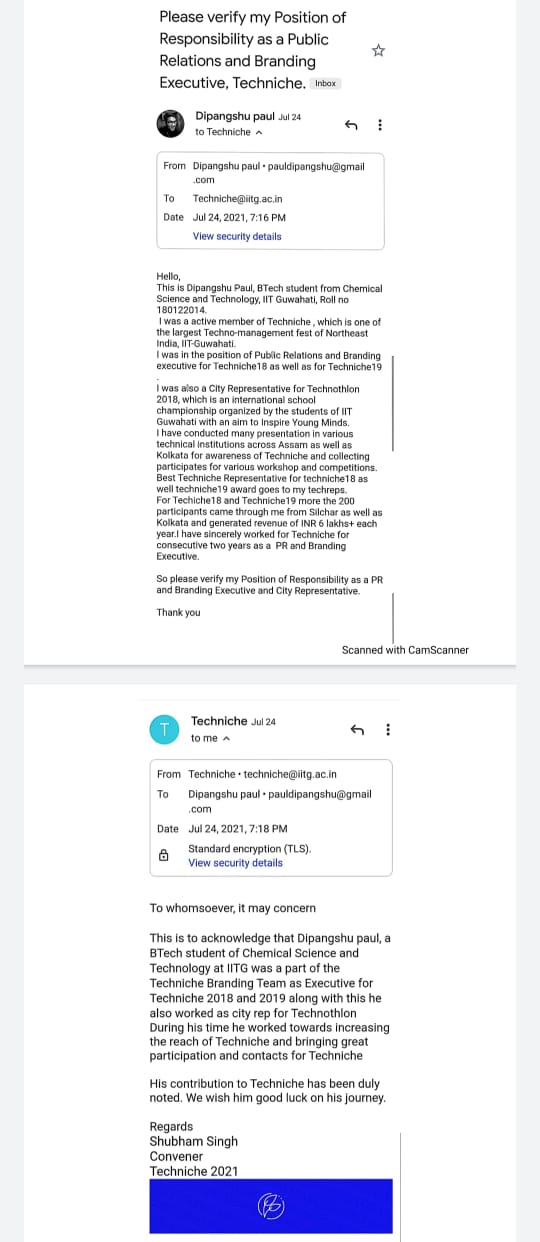 Please verify my Position of
Responsibility as a Public
Relations and Branding
Executive, Techniche. Inbox
Dipangshu paul Jul 24
to Techniche
From Dipangshu paul • pauldipangshu@gmail
.com
To Techniche@iitg.ac.in
Date Jul 24, 2021, 7:16 PM
View security details
Hello,
This is Dipangshu Paul, BTech student from Chemical
Science and Technology, IIT Guwahati, Roll no
180122014.
I was a active member of Techniche , which is one of
the largest Techno-management fest of Northeast
India, IIT-Guwahati.
I was in the position of Public Relations and Branding
executive for Techniche18 as well as for Techniche19
.
I was also a City Representative for Technothlon
2018, which is an international school
championship organized by the students of IIT
Guwahati with an aim to Inspire Young Minds.
I have conducted many presentation in various
technical institutions across Assam as well as
Kolkata for awareness of Techniche and collecting
participates for various workshop and competitions.
Best Techniche Representative for techniche18 as
well techniche19 award goes to my techreps.
For Techiche18 and Techniche19 more the 200
participants came through me from Silchar as well as
Kolkata and generated revenue of INR 6 lakhs+ each
year.I have sincerely worked for Techniche for
consecutive two years as a PR and Branding
Executive.
So please verify my Position of Responsibility as a PR
and Branding Executive and City Representative.
Thank you
Scanned with CamScanner
T
Techniche Jul 24
to me
From Techniche • techniche@iitg.ac.in
To Dipangshu paul • pauldipangshu@gmail
.com
Date Jul 24, 2021, 7:18 PM
Standard encryption (TLS).
View security details
To whomsoever, it may concern
This is to acknowledge that Dipangshu paul, a
BTech student of Chemical Science and
Technology at IITG was a part of the
Techniche Branding Team as Executive for
Techniche 2018 and 2019 along with this he
also worked as city rep for Technothlon
During his time he worked towards increasing
the reach of Techniche and bringing great
participation and contacts for Techniche
His contribution to Techniche has been duly
noted. We wish him good luck on his journey.
Regards
Shubham Singh
Convener
Techniche 2021